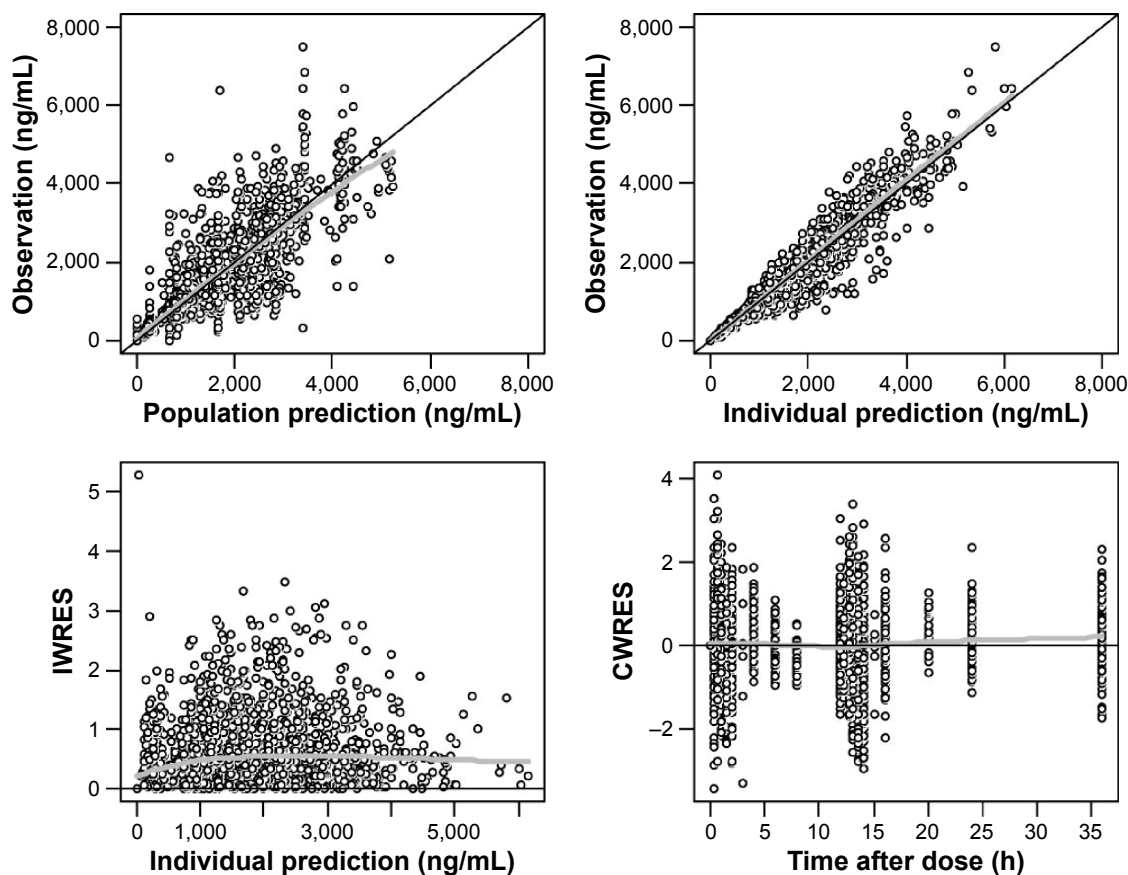 8,000
6,000
4,000
2,000
0
Observation (ng/mL)
0 2,000 4,000 6,000 8,000
Population prediction (ng/mL)
8,000
6,000
4,000
2,000
0
Observation (ng/mL)
0 2,000 4,000 6,000 8,000
Individual prediction (ng/mL)
5
4
3
2
1
0
IWRES
0 1,000 3,000 5,000
Individual prediction (ng/mL)
4
2
0
−2
CWRES
0 5 10 15 20 25 30 35
Time after dose (h)